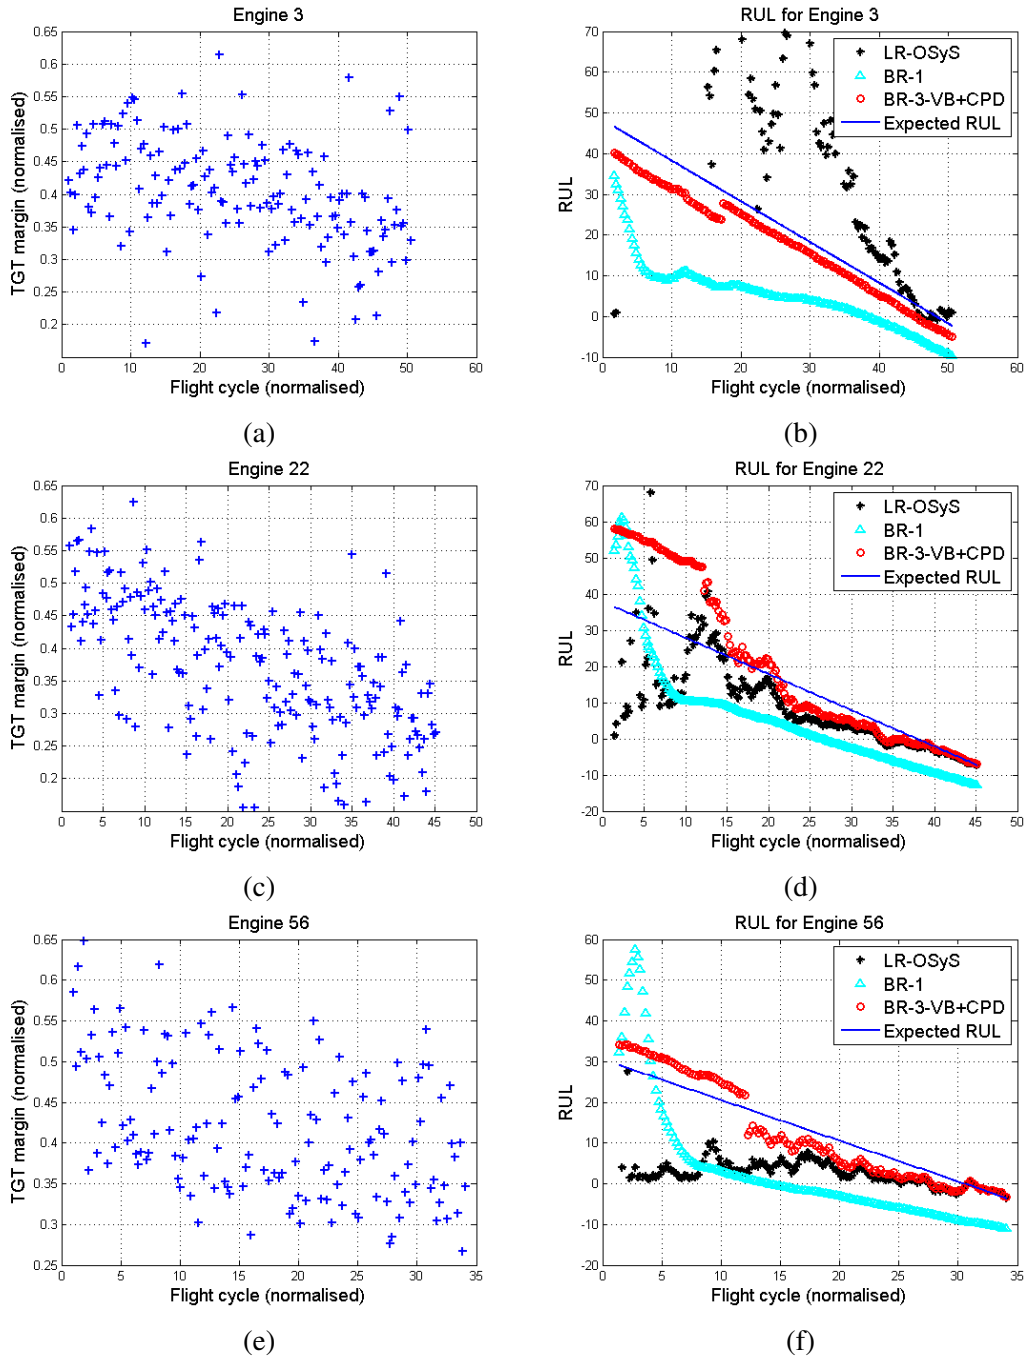 Engine 3
TGT margin (normalised)
0.65
0.6
0.55
0.5
0.45
0.4
0.35
0.3
0.25
0.2
0 10 20 30 40 50 60
Flight cycle (normalised)
(a)
RUL for Engine 3
RUL
70
60
50
40
30
20
10
0
-10
LR-OSyS
BR-1
BR-3-VB+CPD
Expected RUL
0 10 20 30 40 50 60
Flight cycle (normalised)
(b)
Engine 22
TGT margin (normalised)
0.65
0.6
0.55
0.5
0.45
0.4
0.35
0.3
0.25
0.2
0 5 10 15 20 25 30 35 40 45 50
Flight cycle (normalised)
(c)
RUL for Engine 22
RUL
70
60
50
40
30
20
10
0
-10
-20
LR-OSyS
BR-1
BR-3-VB+CPD
Expected RUL
0 5 10 15 20 25 30 35 40 45 50
Flight cycle (normalised)
(d)
Engine 56
TGT margin (normalised)
0.65
0.6
0.55
0.5
0.45
0.4
0.35
0.3
0.25
0 5 10 15 20 25 30 35
Flight cycle (normalised)
(e)
RUL for Engine 56
RUL
60
50
40
30
20
10
0
-10
-20
LR-OSyS
BR-1
BR-3-VB+CPD
Expected RUL
0 5 10 15 20 25 30 35
Flight cycle (normalised)
(f)